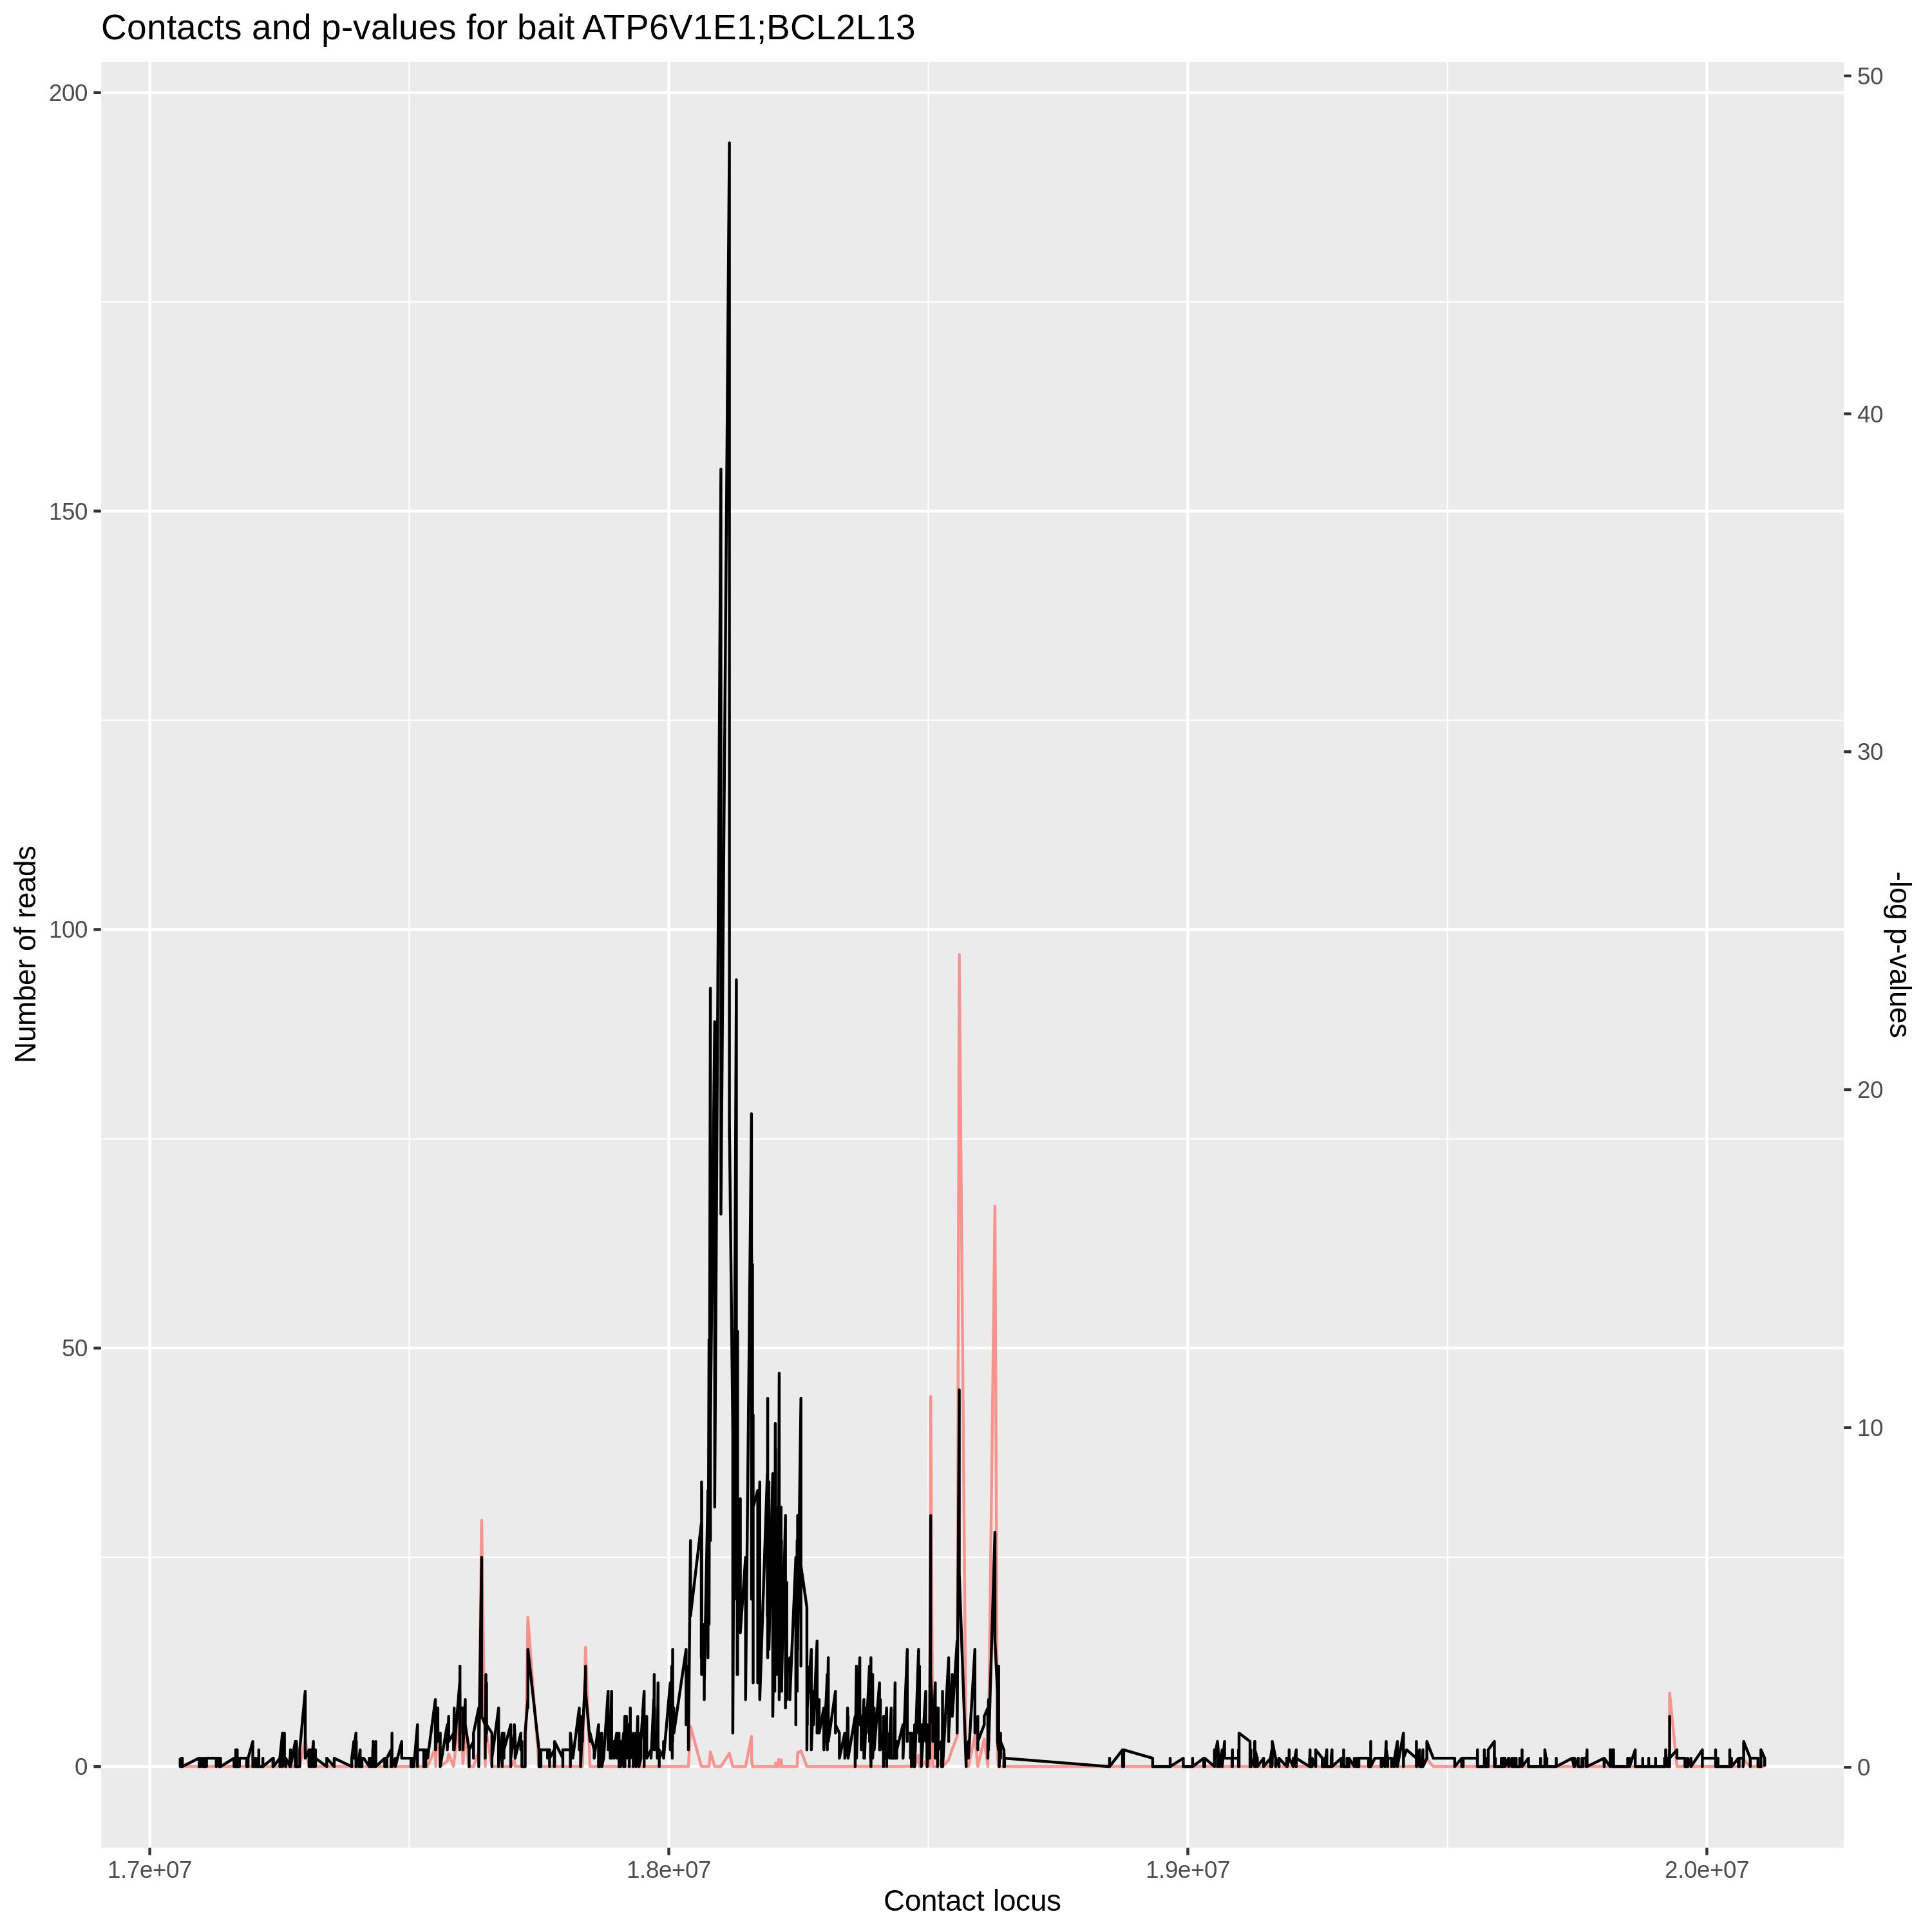 Contacts and p-values for bait ATP6V1E1;BCL2L13
200
150
100
50
0
Number of reads
50
40
30
20
10
0
-log p-values
1.7e+07
1.8e+07
1.9e+07
2.0e+07
Contact locus